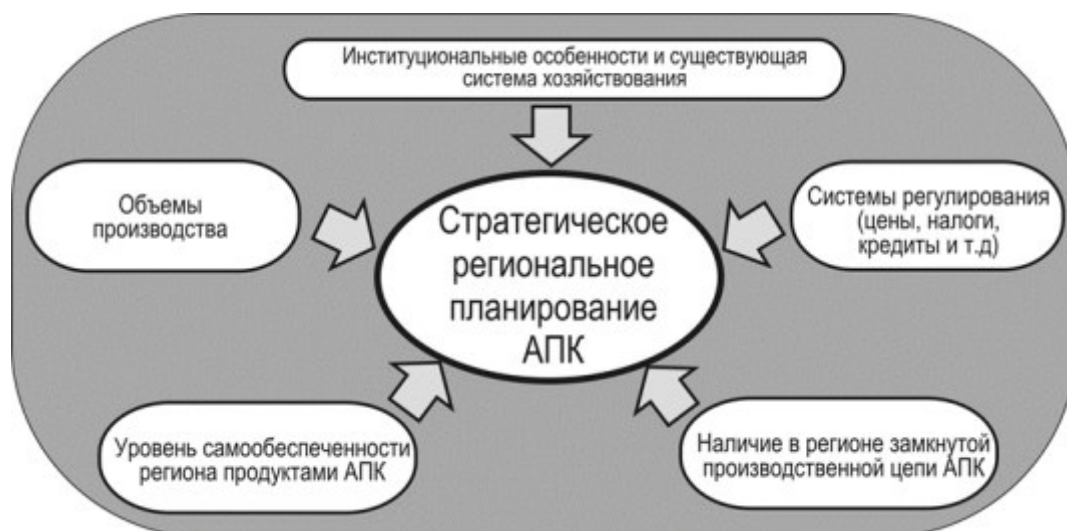 Институциональные особенности и существующая
система хозяйствования
Объемы
производства
Системы регулирования
(цены, налоги,
кредиты и т.д)
Стратегическое
региональное
планирование
АПК
Уровень самообеспеченности
региона продуктами АПК
Наличие в регионе замкнутой
производственной цепи АПК